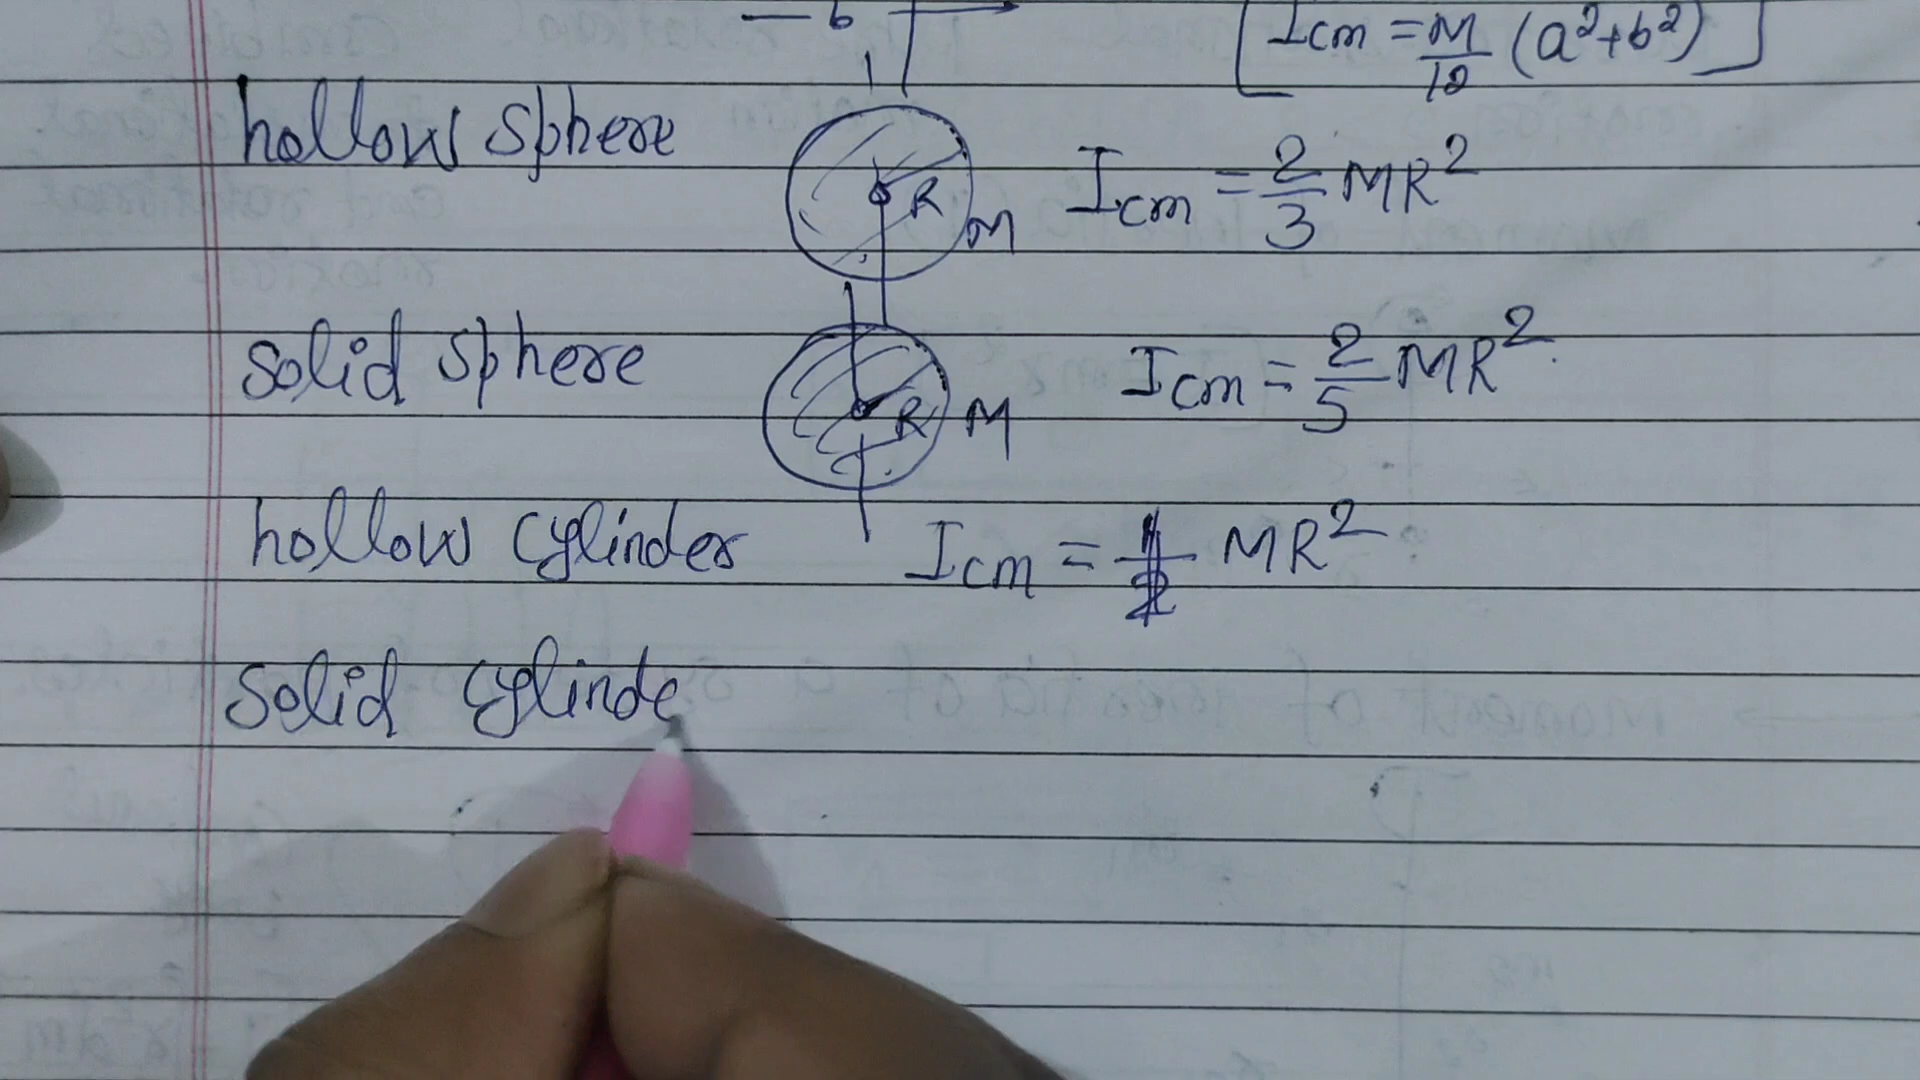 b
Icm = M/12 (a²+b²)
hollow sphere R M Icm = 2/3 MR²
solid sphere R M Icm = 2/5 MR²
hollow cylinder Icm = MR²
solid cylinde